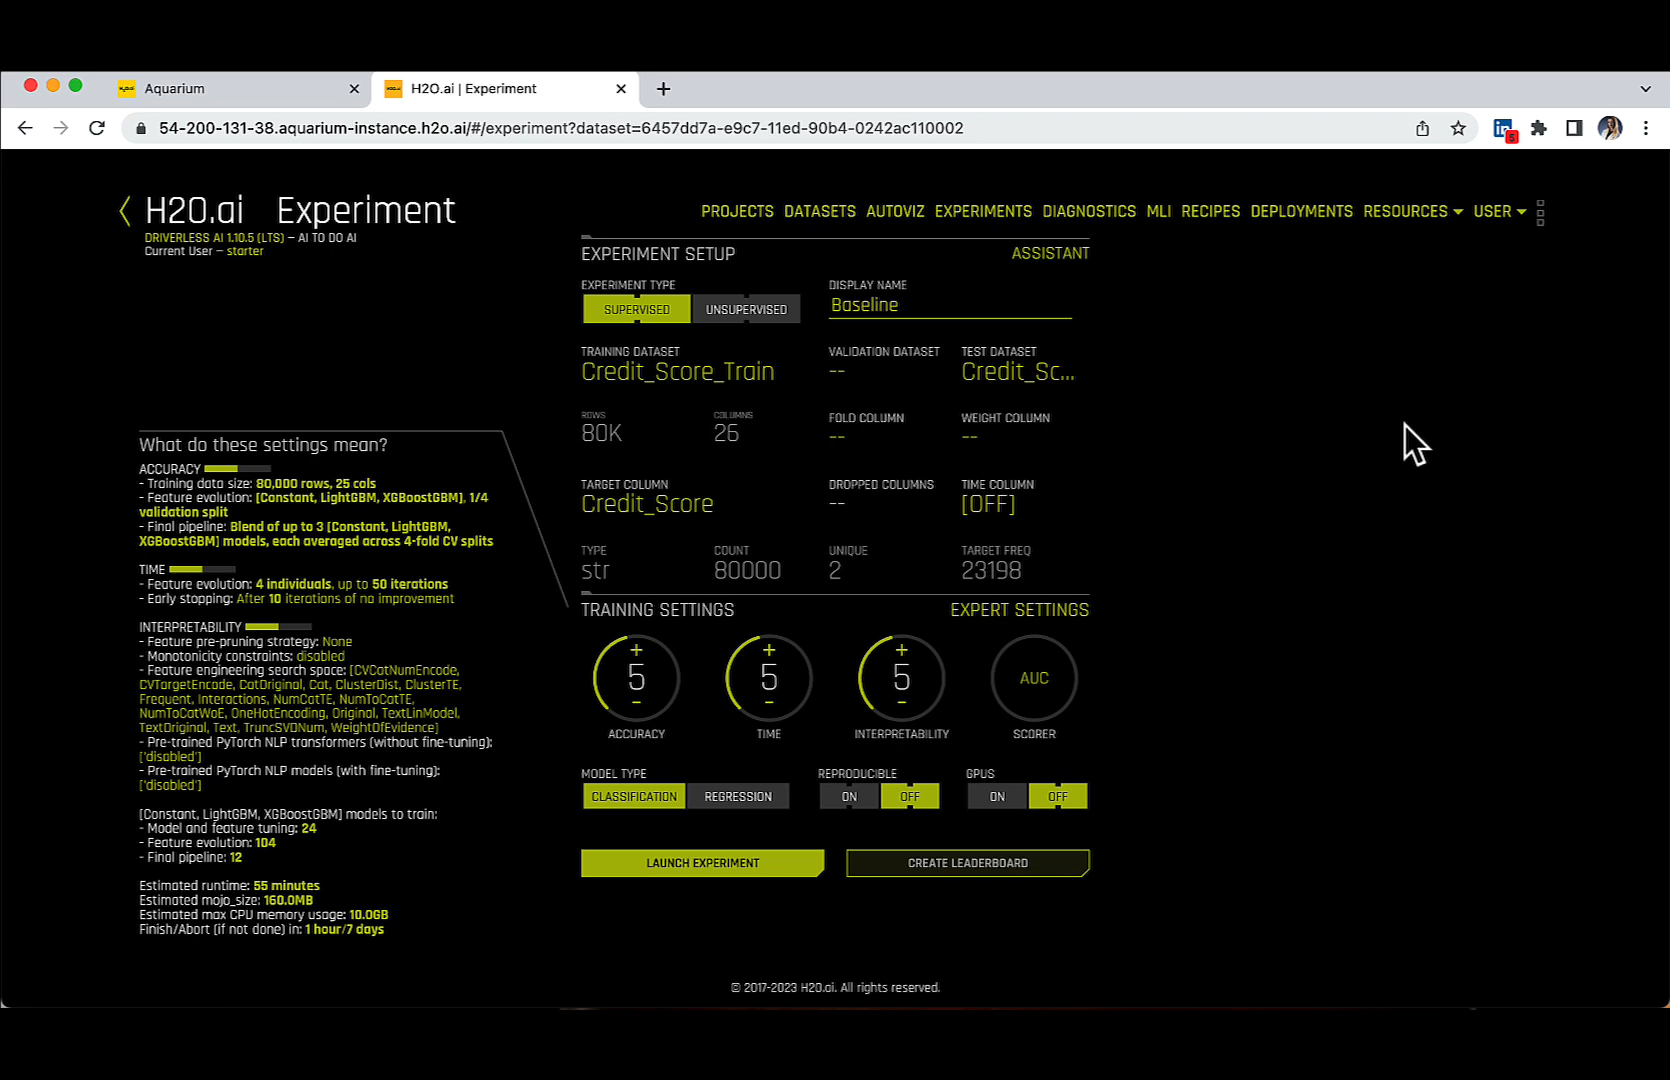 Aquarium
H2O.ai | Experiment
54-200-131-38.aquarium-instance.h2o.ai/#/experiment?dataset=6457dd7a-e9c7-11ed-90b4-0242ac110002
5
H2O.ai Experiment
DRIVERLESS AI 1.10.5 (LTS) – AI TO DO AI
Current User – starter
PROJECTS DATASETS AUTOVIZ EXPERIMENTS DIAGNOSTICS MLI RECIPES DEPLOYMENTS RESOURCES USER
EXPERIMENT SETUP ASSISTANT
EXPERIMENT TYPE DISPLAY NAME
SUPERVISED UNSUPERVISED Baseline
TRAINING DATASET VALIDATION DATASET TEST DATASET
Credit_Score_Train -- Credit_Sc...
ROWS COLUMNS FOLD COLUMN WEIGHT COLUMN
80K 26 -- --
TARGET COLUMN DROPPED COLUMNS TIME COLUMN
Credit_Score -- [OFF]
TYPE COUNT UNIQUE TARGET FREQ
str 80000 2 23198
TRAINING SETTINGS EXPERT SETTINGS
+ + +
5 5 5 AUC
- - -
ACCURACY TIME INTERPRETABILITY SCORER
MODEL TYPE REPRODUCIBLE GPUS
CLASSIFICATION REGRESSION ON OFF ON OFF
LAUNCH EXPERIMENT CREATE LEADERBOARD
What do these settings mean?
ACCURACY
- Training data size: 80,000 rows, 25 cols
- Feature evolution: [Constant, LightGBM, XGBoostGBM], 1/4
validation split
- Final pipeline: Blend of up to 3 [Constant, LightGBM,
XGBoostGBM] models, each averaged across 4-fold CV splits
TIME
- Feature evolution: 4 individuals, up to 50 iterations
- Early stopping: After 10 iterations of no improvement
INTERPRETABILITY
- Feature pre-pruning strategy: None
- Monotonicity constraints: disabled
- Feature engineering search space: [CVCatNumEncode,
CVTargetEncode, CatOriginal, Cat, ClusterDist, ClusterTE,
Frequent, Interactions, NumCatTE, NumToCatTE,
NumToCatWoE, OneHotEncoding, Original, TextLinModel,
TextOriginal, Text, TruncSVDNum, WeightOfEvidence]
- Pre-trained PyTorch NLP transformers (without fine-tuning):
['disabled']
- Pre-trained PyTorch NLP models (with fine-tuning):
['disabled']
[Constant, LightGBM, XGBoostGBM] models to train:
- Model and feature tuning: 24
- Feature evolution: 104
- Final pipeline: 12
Estimated runtime: 55 minutes
Estimated mojo_size: 160.0MB
Estimated max CPU memory usage: 10.0GB
Finish/Abort (if not done) in: 1 hour/7 days
© 2017-2023 H2O.ai. All rights reserved.